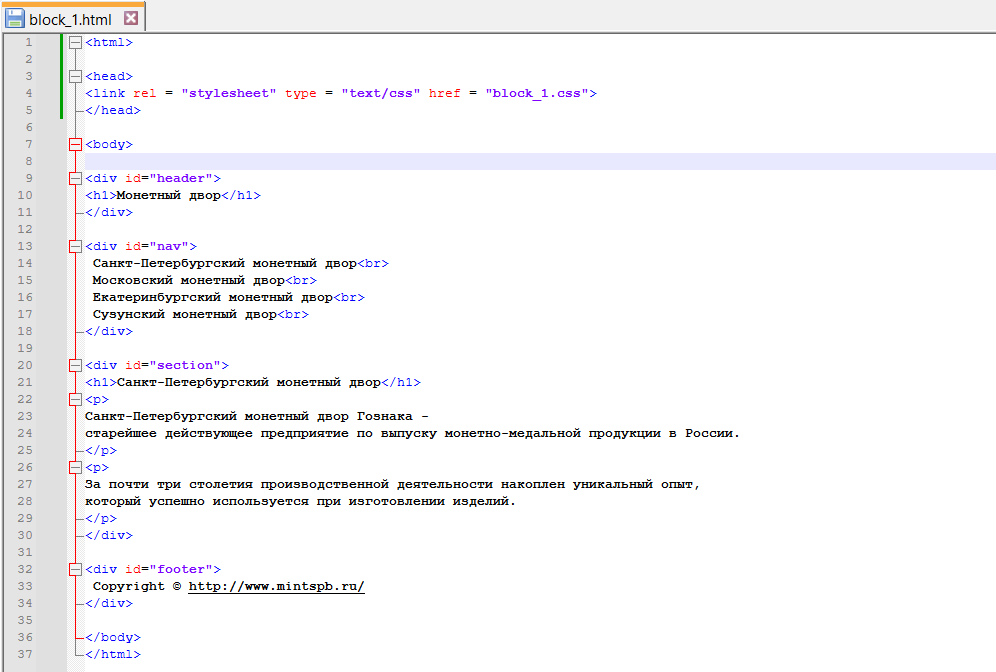 block_1.html
1 <html>
2
3 <head>
4 <link rel = "stylesheet" type = "text/css" href = "block_1.css">
5 </head>
6
7 <body>
8
9 <div id="header">
10 <h1>Монетный двор</h1>
11 </div>
12
13 <div id="nav">
14 Санкт-Петербургский монетный двор<br>
15 Московский монетный двор<br>
16 Екатеринбургский монетный двор<br>
17 Сузунский монетный двор<br>
18 </div>
19
20 <div id="section">
21 <h1>Санкт-Петербургский монетный двор</h1>
22 <p>
23 Санкт-Петербургский монетный двор Гознака -
24 старейшее действующее предприятие по выпуску монетно-медальной продукции в России.
25 </p>
26 <p>
27 За почти три столетия производственной деятельности накоплен уникальный опыт,
28 который успешно используется при изготовлении изделий.
29 </p>
30 </div>
31
32 <div id="footer">
33 Copyright © http://www.mintspb.ru/
34 </div>
35
36 </body>
37 </html>